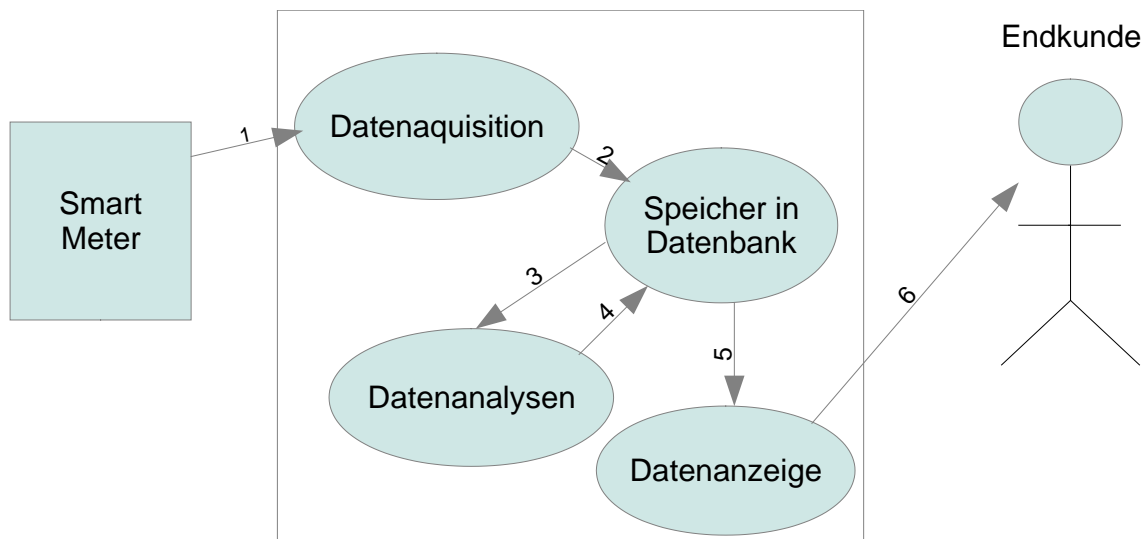 Endkunde
1
Datenaquisition
2
Smart
Meter
Speicher in
Datenbank
3
4
6
5
Datenanalysen
Datenanzeige